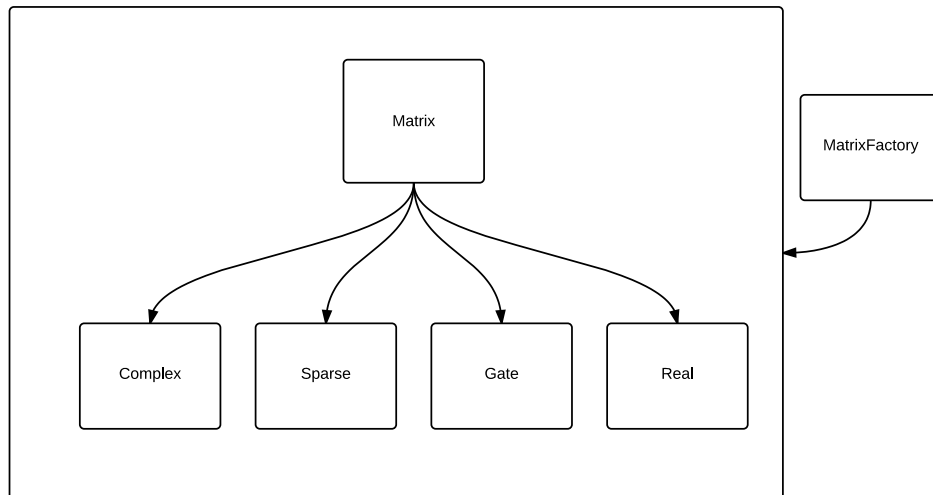 Matrix
MatrixFactory
Complex
Sparse
Gate
Real